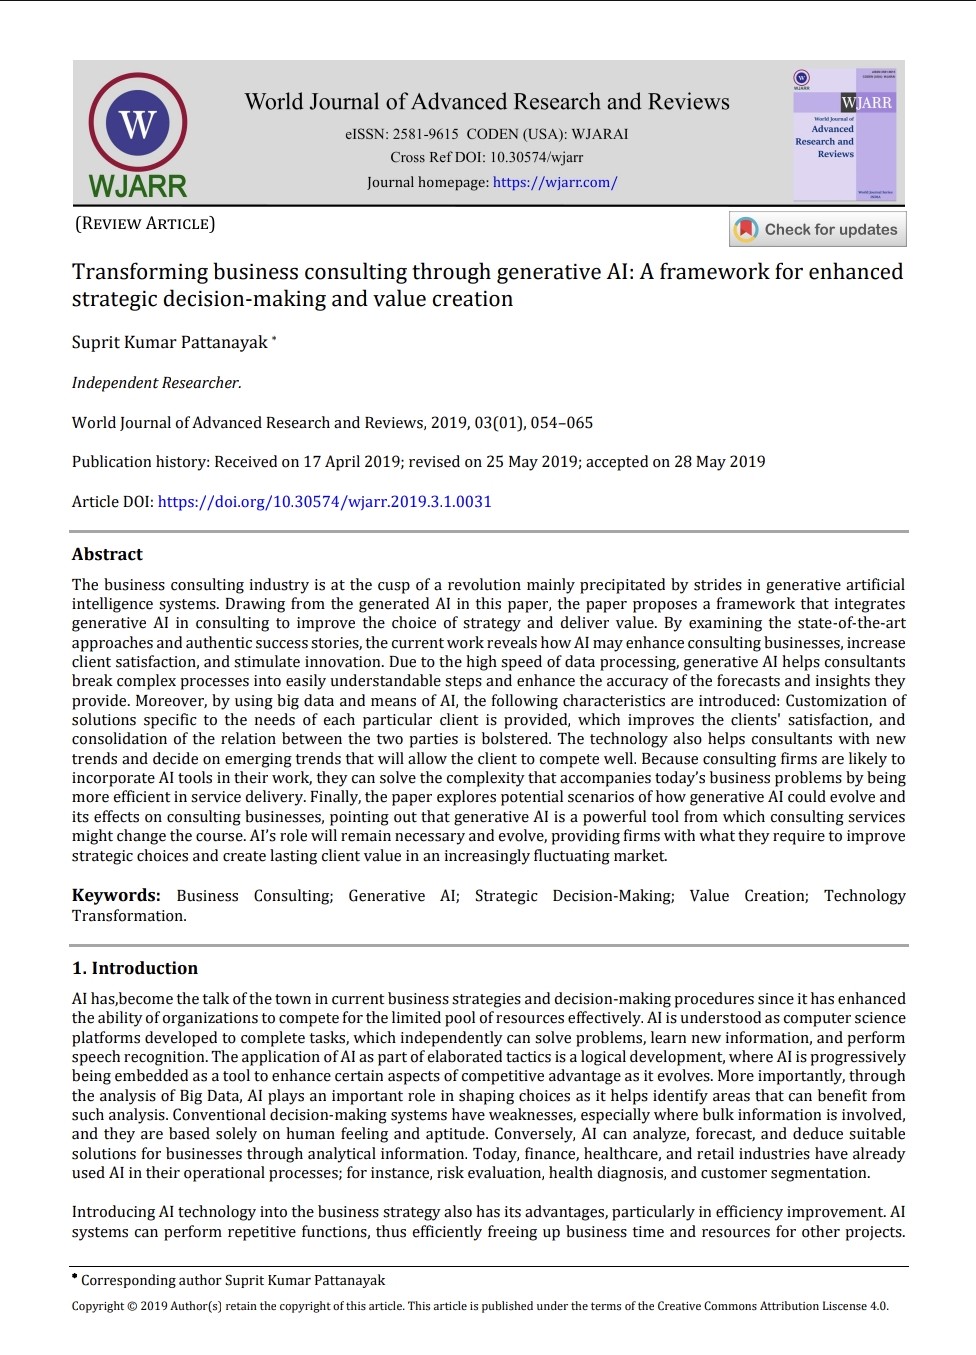 W
WJARR
World Journal of Advanced Research and Reviews
eISSN: 2581-9615 CODEN (USA): WJARAI
Cross Ref DOI: 10.30574/wjarr
Journal homepage: https://wjarr.com/
W
WJARR
WJARR
World Journal of
Advanced
Research and
Reviews
(REVIEW ARTICLE)
Check for updates
Transforming business consulting through generative AI: A framework for enhanced
strategic decision-making and value creation
Suprit Kumar Pattanayak *
Independent Researcher.
World Journal of Advanced Research and Reviews, 2019, 03(01), 054–065
Publication history: Received on 17 April 2019; revised on 25 May 2019; accepted on 28 May 2019
Article DOI: https://doi.org/10.30574/wjarr.2019.3.1.0031
Abstract
The business consulting industry is at the cusp of a revolution mainly precipitated by strides in generative artificial
intelligence systems. Drawing from the generated AI in this paper, the paper proposes a framework that integrates
generative AI in consulting to improve the choice of strategy and deliver value. By examining the state-of-the-art
approaches and authentic success stories, the current work reveals how AI may enhance consulting businesses, increase
client satisfaction, and stimulate innovation. Due to the high speed of data processing, generative AI helps consultants
break complex processes into easily understandable steps and enhance the accuracy of the forecasts and insights they
provide. Moreover, by using big data and means of AI, the following characteristics are introduced: Customization of
solutions specific to the needs of each particular client is provided, which improves the clients' satisfaction, and
consolidation of the relation between the two parties is bolstered. The technology also helps consultants with new
trends and decide on emerging trends that will allow the client to compete well. Because consulting firms are likely to
incorporate AI tools in their work, they can solve the complexity that accompanies today’s business problems by being
more efficient in service delivery. Finally, the paper explores potential scenarios of how generative AI could evolve and
its effects on consulting businesses, pointing out that generative AI is a powerful tool from which consulting services
might change the course. AI’s role will remain necessary and evolve, providing firms with what they require to improve
strategic choices and create lasting client value in an increasingly fluctuating market.
Keywords: Business Consulting; Generative AI; Strategic Decision-Making; Value Creation; Technology
Transformation.
1. Introduction
AI has,become the talk of the town in current business strategies and decision-making procedures since it has enhanced
the ability of organizations to compete for the limited pool of resources effectively. AI is understood as computer science
platforms developed to complete tasks, which independently can solve problems, learn new information, and perform
speech recognition. The application of AI as part of elaborated tactics is a logical development, where AI is progressively
being embedded as a tool to enhance certain aspects of competitive advantage as it evolves. More importantly, through
the analysis of Big Data, AI plays an important role in shaping choices as it helps identify areas that can benefit from
such analysis. Conventional decision-making systems have weaknesses, especially where bulk information is involved,
and they are based solely on human feeling and aptitude. Conversely, AI can analyze, forecast, and deduce suitable
solutions for businesses through analytical information. Today, finance, healthcare, and retail industries have already
used AI in their operational processes; for instance, risk evaluation, health diagnosis, and customer segmentation.
Introducing AI technology into the business strategy also has its advantages, particularly in efficiency improvement. AI
systems can perform repetitive functions, thus efficiently freeing up business time and resources for other projects.
* Corresponding author Suprit Kumar Pattanayak
Copyright © 2019 Author(s) retain the copyright of this article. This article is published under the terms of the Creative Commons Attribution Liscense 4.0.